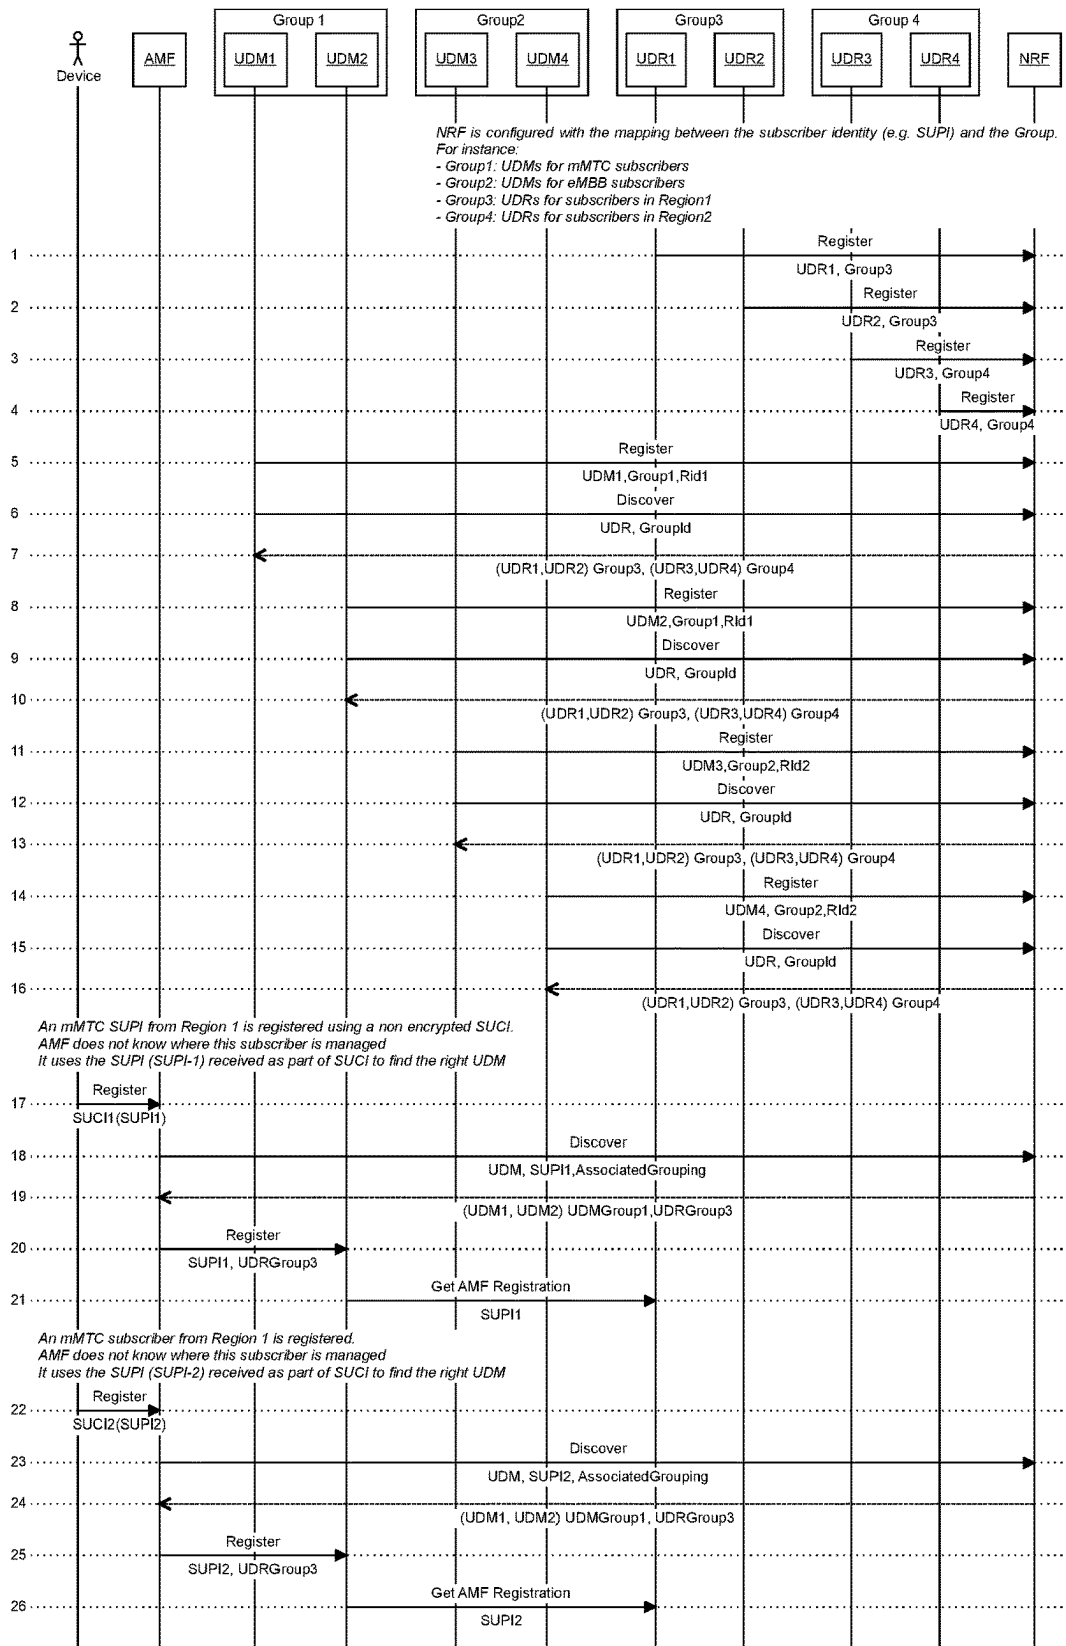 Group 1 Group2 Group3 Group 4
Device AMF UDM1 UDM2 UDM3 UDM4 UDR1 UDR2 UDR3 UDR4 NRF
NRF is configured with the mapping between the subscriber identity (e.g. SUPI) and the Group.
For instance:
- Group1: UDMs for mMTC subscribers
- Group2: UDMs for eMBB subscribers
- Group3: UDRs for subscribers in Region1
- Group4: UDRs for subscribers in Region2
Register
1
UDR1, Group3
Register
2
UDR2, Group3
Register
3
UDR3, Group4
Register
4
UDR4, Group4
Register
5
UDM1,Group1,Rid1
Discover
6
UDR, GroupId
7
(UDR1,UDR2) Group3, (UDR3,UDR4) Group4
Register
8
UDM2,Group1,RId1
Discover
9
UDR, GroupId
10
(UDR1,UDR2) Group3, (UDR3,UDR4) Group4
Register
11
UDM3,Group2,RId2
Discover
12
UDR, GroupId
13
(UDR1,UDR2) Group3, (UDR3,UDR4) Group4
Register
14
UDM4, Group2,RId2
Discover
15
UDR, GroupId
16
(UDR1,UDR2) Group3, (UDR3,UDR4) Group4
An mMTC SUPI from Region 1 is registered using a non encrypted SUCI.
AMF does not know where this subscriber is managed
It uses the SUPI (SUPI-1) received as part of SUCI to find the right UDM
Register
17
SUCI1(SUPI1)
Discover
18
UDM, SUPI1,AssociatedGrouping
19
(UDM1, UDM2) UDMGroup1,UDRGroup3
Register
20
SUPI1, UDRGroup3
Get AMF Registration
21
SUPI1
An mMTC subscriber from Region 1 is registered.
AMF does not know where this subscriber is managed
It uses the SUPI (SUPI-2) received as part of SUCI to find the right UDM
Register
22
SUCI2(SUPI2)
Discover
23
UDM, SUPI2, AssociatedGrouping
24
(UDM1, UDM2) UDMGroup1, UDRGroup3
Register
25
SUPI2, UDRGroup3
Get AMF Registration
26
SUPI2